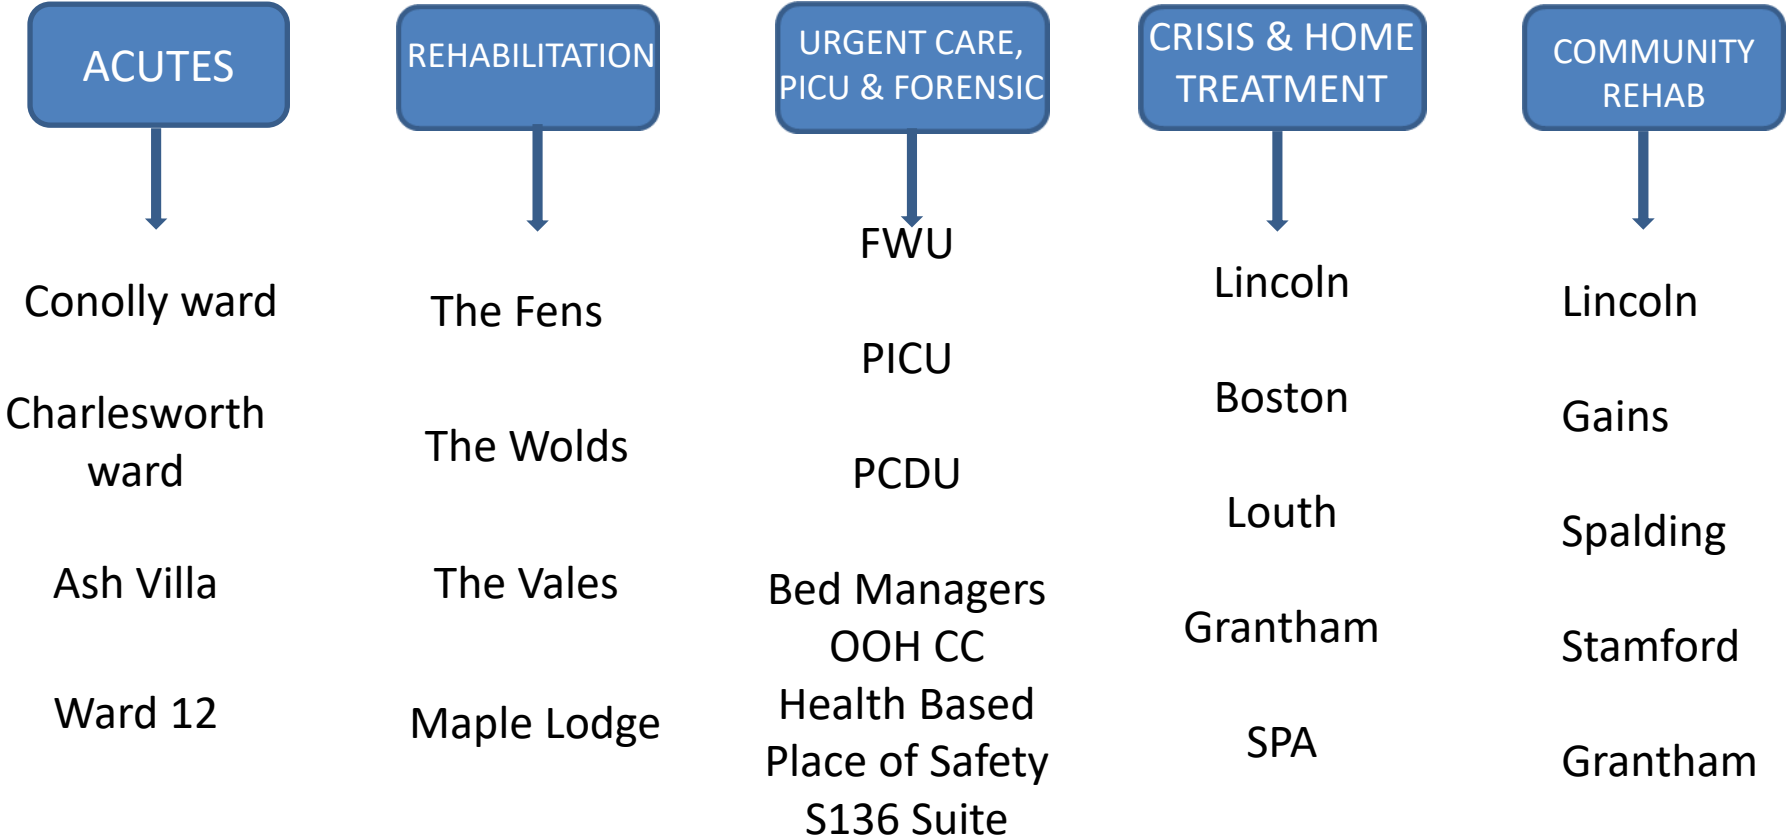 ACUTES
Conolly ward
Charlesworth
ward
Ash Villa
Ward 12
REHABILITATION
The Fens
The Wolds
The Vales
Maple Lodge
URGENT CARE,
PICU & FORENSIC
FWU
PICU
PCDU
Bed Managers
OOH CC
Health Based
Place of Safety
S136 Suite
CRISIS & HOME
TREATMENT
Lincoln
Boston
Louth
Grantham
SPA
COMMUNITY
REHAB
Lincoln
Gains
Spalding
Stamford
Grantham